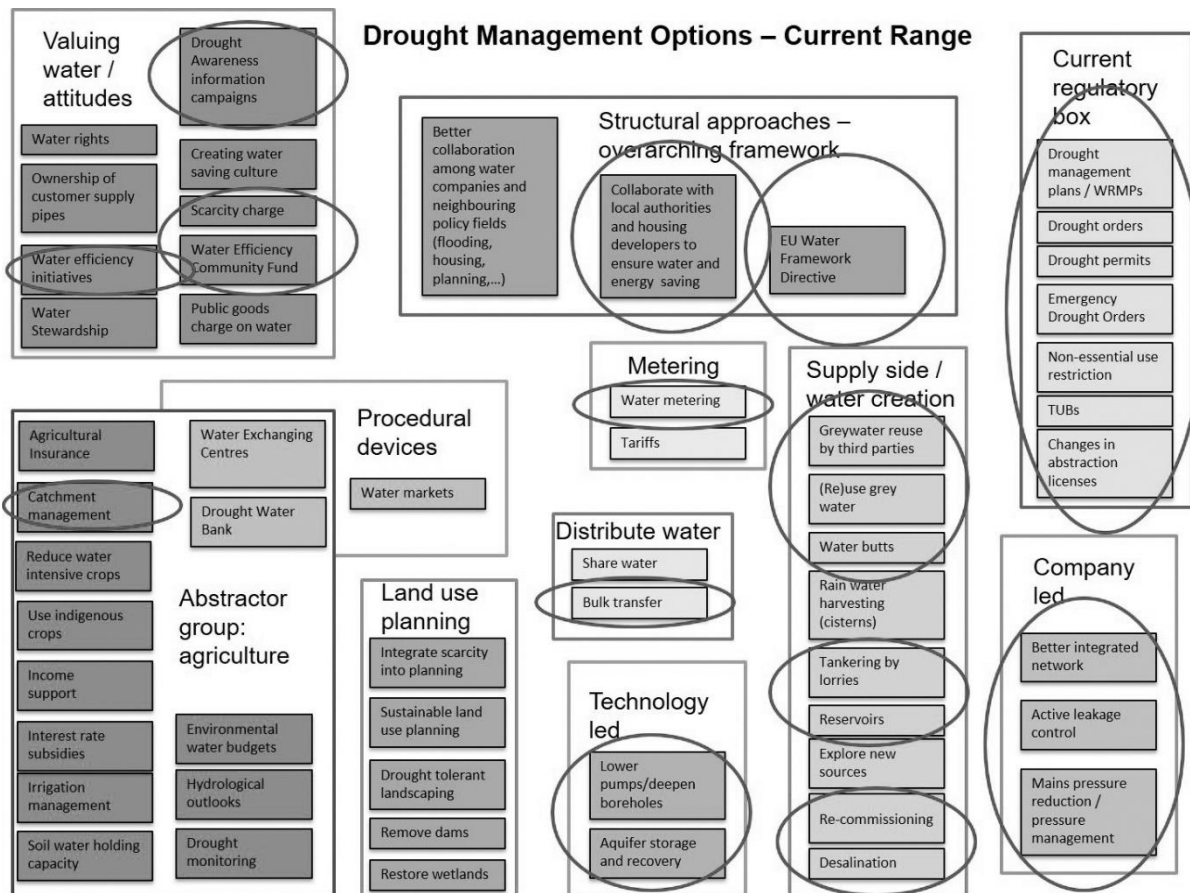 Drought Management Options – Current Range
Valuing
water /
attitudes
Water rights
Ownership of
customer supply
pipes
Water efficiency
initiatives
Water
Stewardship
Drought
Awareness
information
campaigns
Creating water
saving culture
Scarcity charge
Water Efficiency
Community Fund
Public goods
charge on water
Structural approaches –
overarching framework
Better
collaboration
among water
companies and
neighbouring
policy fields
(flooding,
housing,
planning,...)
Collaborate with
local authorities
and housing
developers to
ensure water and
energy saving
EU Water
Framework
Directive
Current
regulatory
box
Drought
management
plans / WRMPs
Drought orders
Drought permits
Emergency
Drought Orders
Non-essential use
restriction
TUBs
Changes in
abstraction
licenses
Metering
Water metering
Tariffs
Supply side /
water creation
Greywater reuse
by third parties
(Re)use grey
water
Water butts
Rain water
harvesting
(cisterns)
Tankering by
lorries
Reservoirs
Explore new
sources
Re-commissioning
Desalination
Procedural
devices
Water markets
Water Exchanging
Centres
Drought Water
Bank
Agricultural
Insurance
Catchment
management
Reduce water
intensive crops
Use indigenous
crops
Income
support
Interest rate
subsidies
Irrigation
management
Soil water holding
capacity
Abstractor
group:
agriculture
Environmental
water budgets
Hydrological
outlooks
Drought
monitoring
Land use
planning
Integrate scarcity
into planning
Sustainable land
use planning
Drought tolerant
landscaping
Remove dams
Restore wetlands
Distribute water
Share water
Bulk transfer
Technology
led
Lower
pumps/deepen
boreholes
Aquifer storage
and recovery
Company
led
Better integrated
network
Active leakage
control
Mains pressure
reduction /
pressure
management